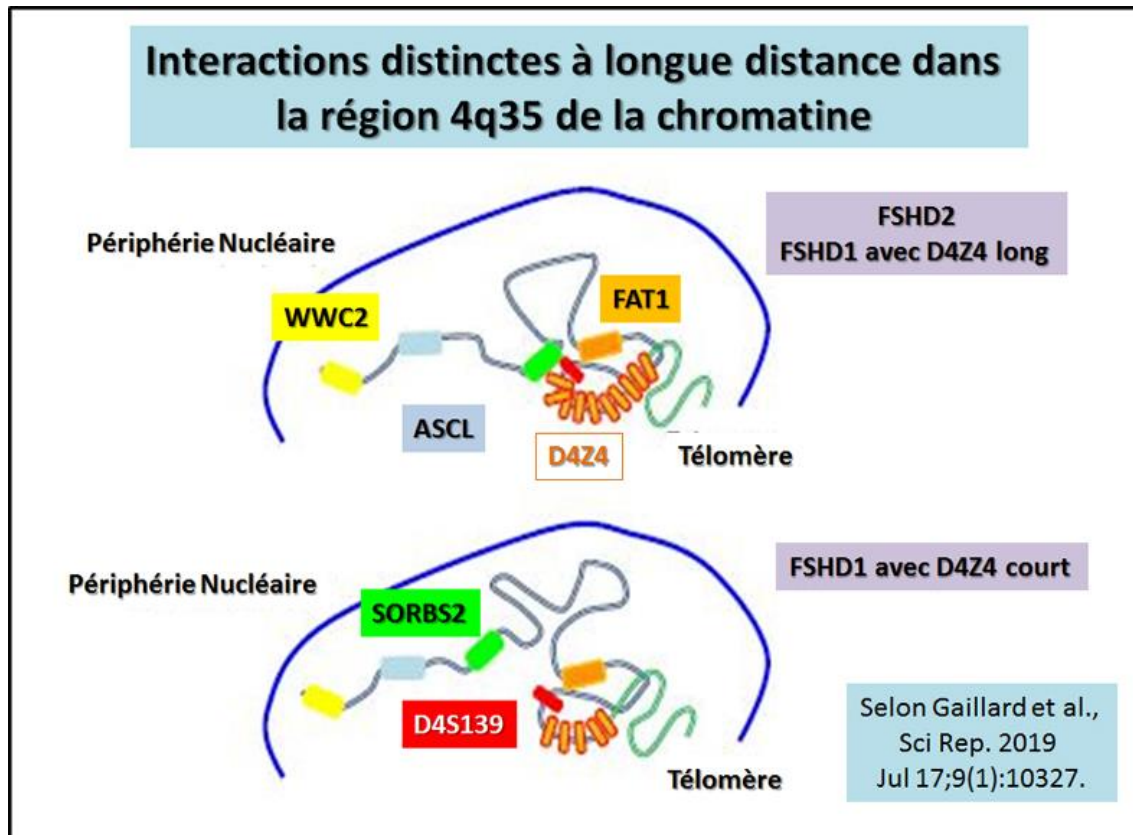 Interactions distinctes à longue distance dans
la région 4q35 de la chromatine
Périphérie Nucléaire
FSHD2
FSHD1 avec D4Z4 long
WWC2
FAT1
ASCL
D4Z4
Télomère
Périphérie Nucléaire
FSHD1 avec D4Z4 court
SORBS2
D4S139
Télomère
Selon Gaillard et al.,
Sci Rep. 2019
Jul 17;9(1):10327.